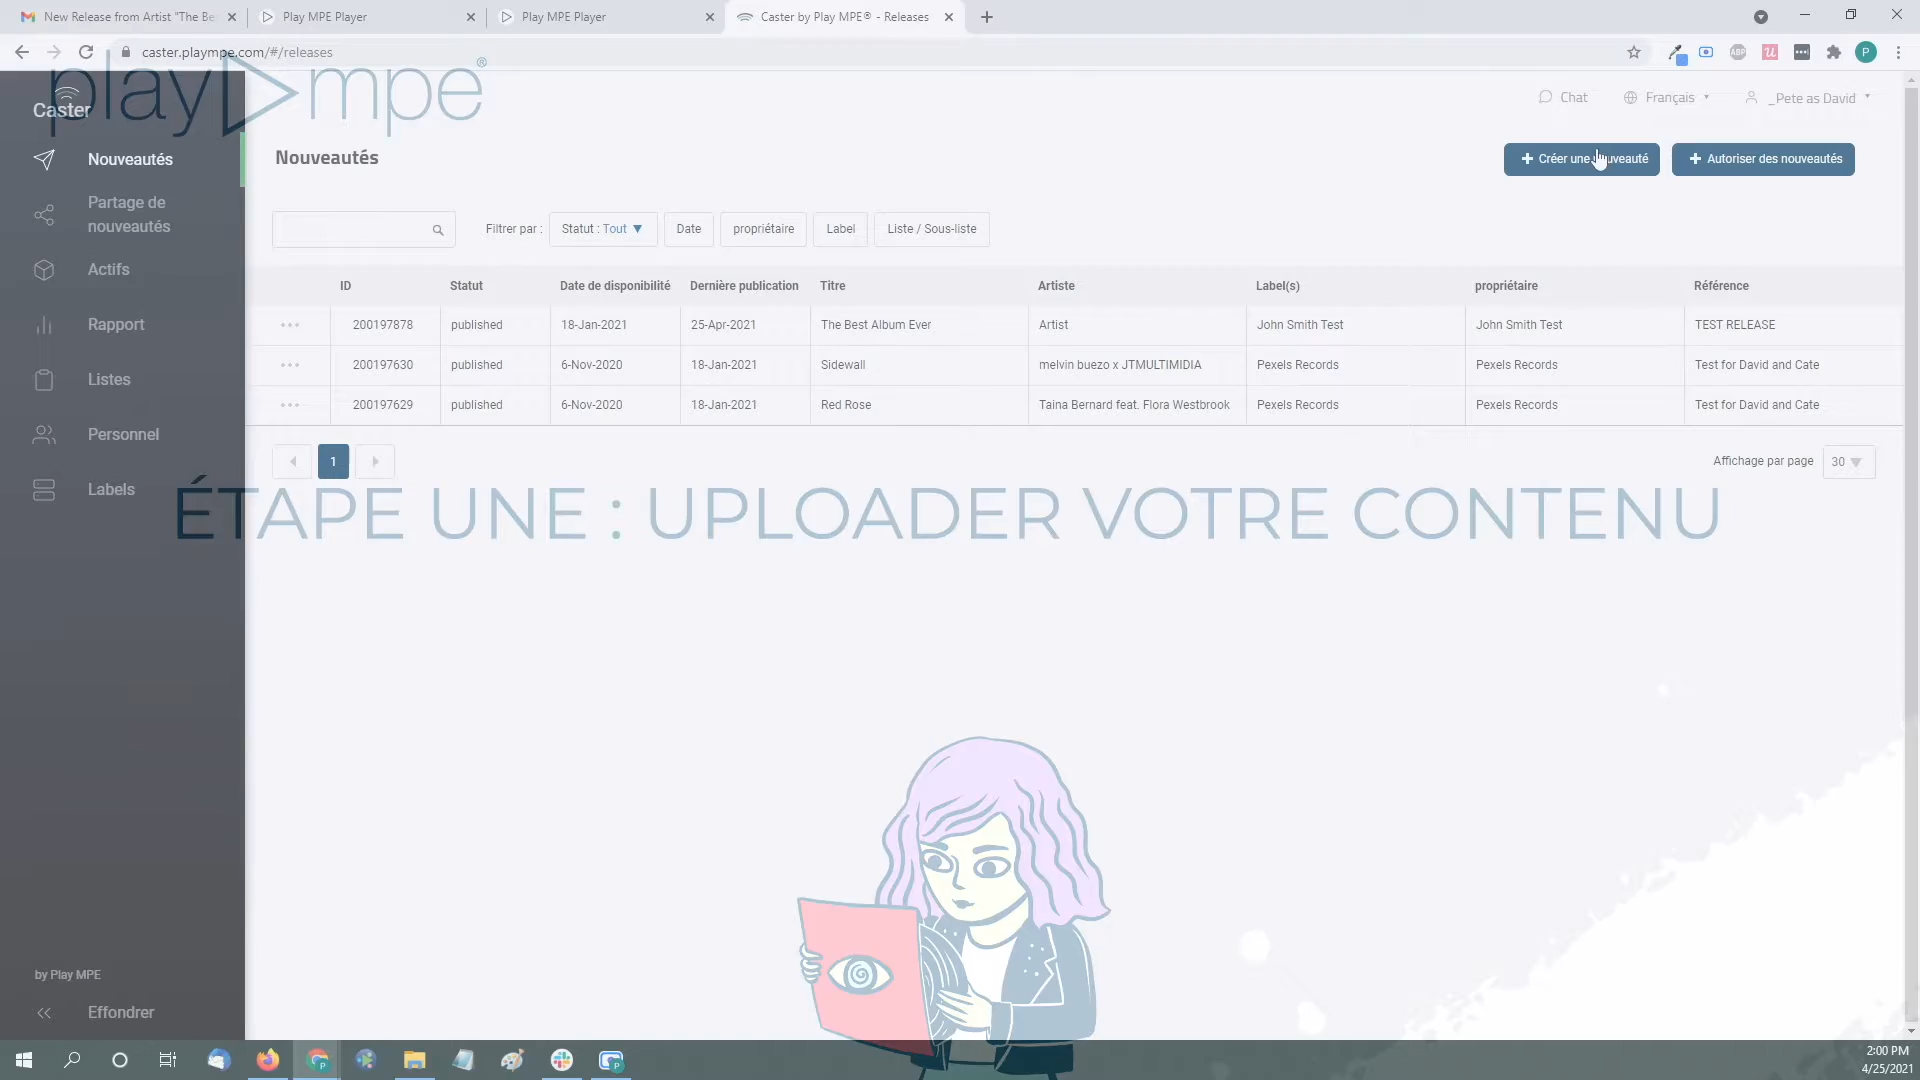 New Release from Artist "The Be
Play MPE Player
Play MPE Player
Caster by Play MPE® - Releases
caster.plaympe.com/#/releases
P
play mpe®
Caster
Chat
Français
_Pete as David
Nouveautés
Nouveautés
+ Créer une nouveauté
+ Autoriser des nouveautés
Partage de
nouveautés
Filtrer par :
Statut : Tout
Date
propriétaire
Label
Liste / Sous-liste
Actifs
Rapport
Listes
Personnel
Labels
ID
Statut
Date de disponibilité
Dernière publication
Titre
Artiste
Label(s)
propriétaire
Référence
200197878
published
18-Jan-2021
25-Apr-2021
The Best Album Ever
Artist
John Smith Test
John Smith Test
TEST RELEASE
200197630
published
6-Nov-2020
18-Jan-2021
Sidewall
melvin buezo x JTMULTIMIDIA
Pexels Records
Pexels Records
Test for David and Cate
200197629
published
6-Nov-2020
18-Jan-2021
Red Rose
Taina Bernard feat. Flora Westbrook
Pexels Records
Pexels Records
Test for David and Cate
1
Affichage par page
30
ÉTAPE UNE : UPLOADER VOTRE CONTENU
by Play MPE
Effondrer
2:00 PM
4/25/2021